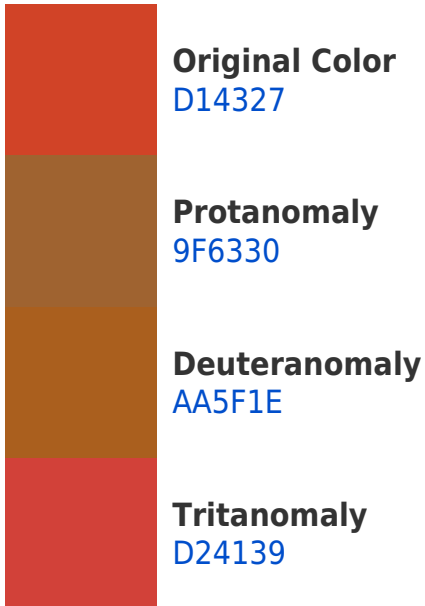 Original Color
D14327
Protanomaly
9F6330
Deuteranomaly
AA5F1E
Tritanomaly
D24139